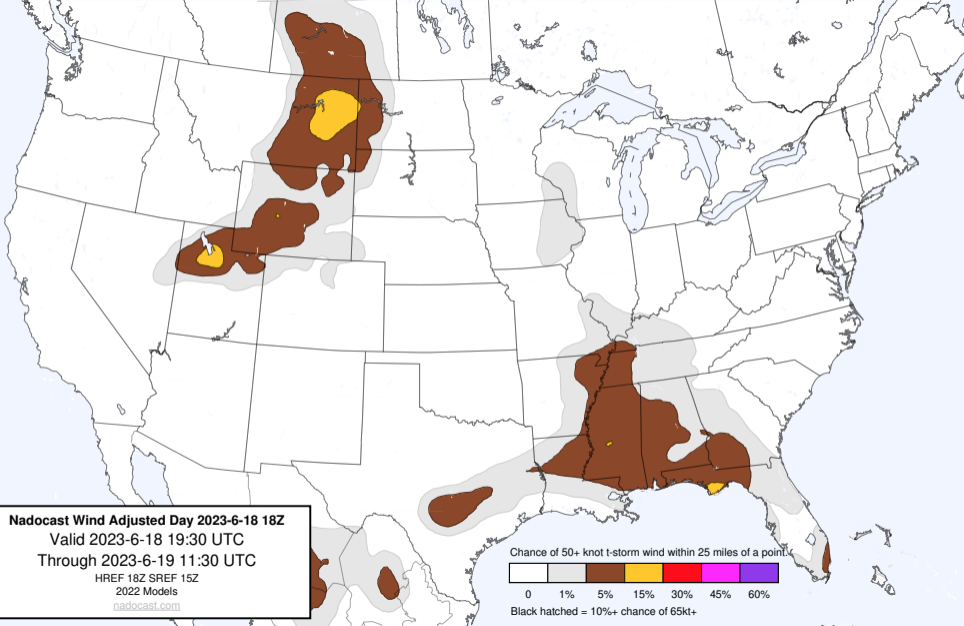 Nadocast Wind Adjusted Day 2023-6-18 18Z
Valid 2023-6-18 19:30 UTC
Through 2023-6-19 11:30 UTC
HREF 18Z SREF 15Z
2022 Models
nadocast.com
Chance of 50+ knot t-storm wind within 25 miles of a point.
0 1% 5% 15% 30% 45% 60%
Black hatched = 10%+ chance of 65kt+